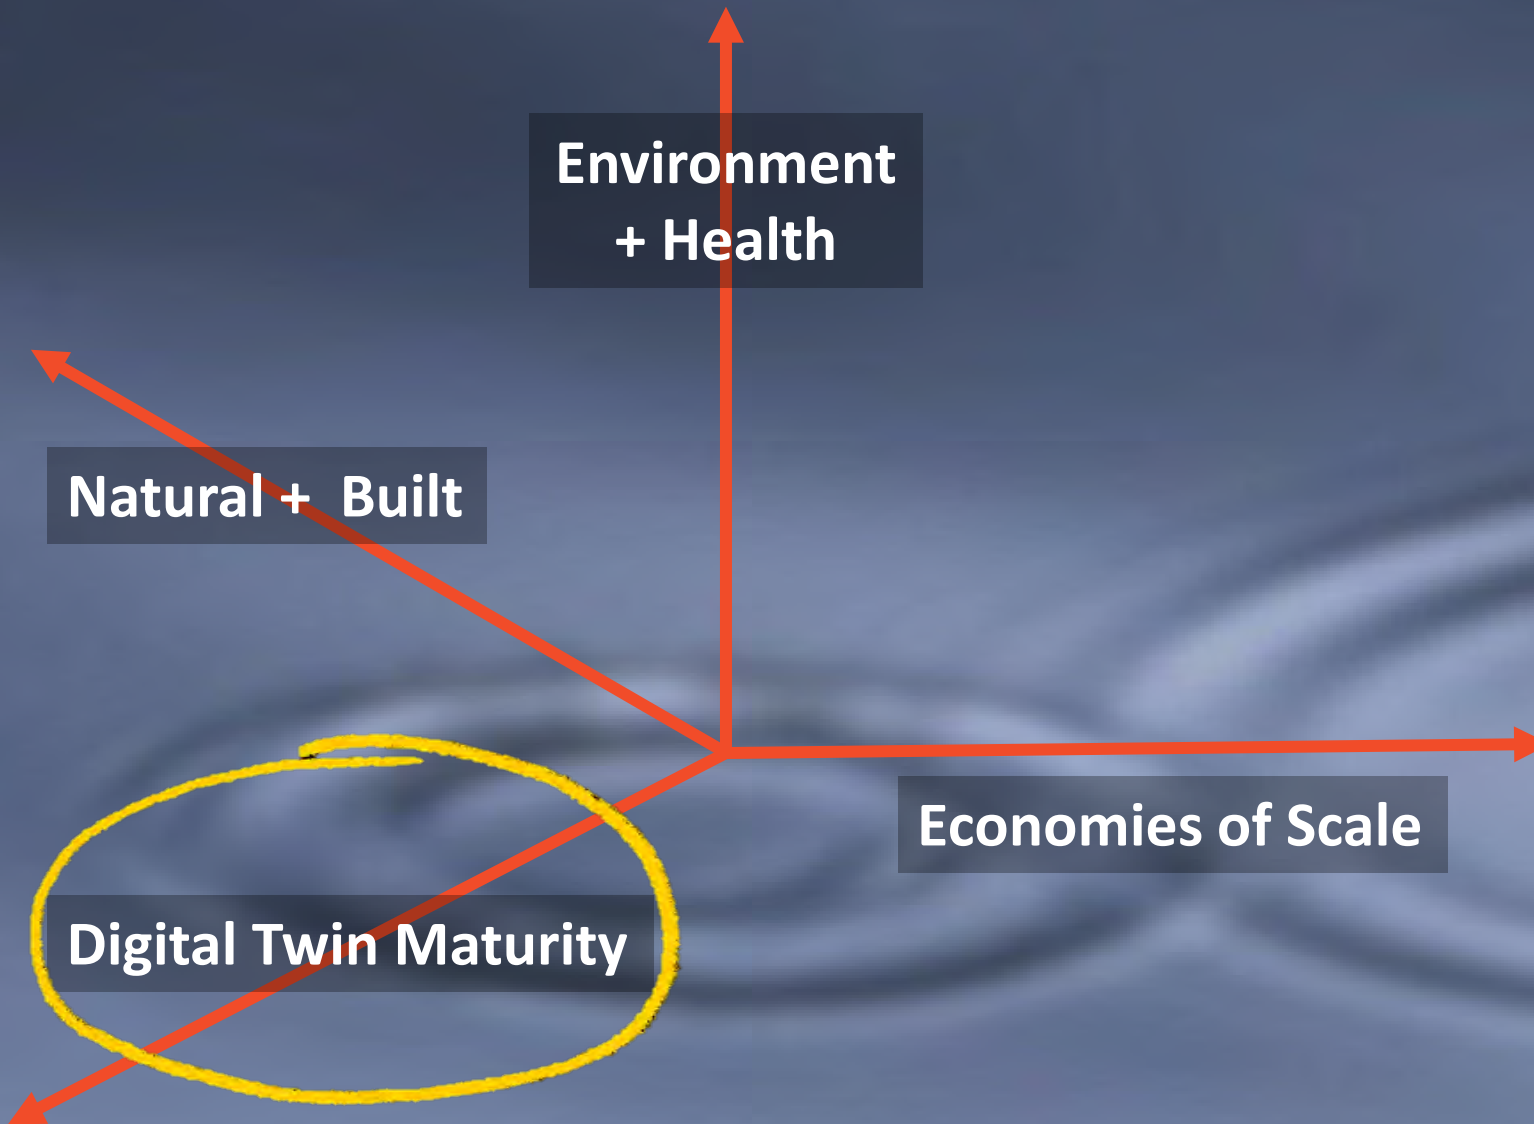 Environment
+ Health
Natural + Built
Economies of Scale
Digital Twin Maturity